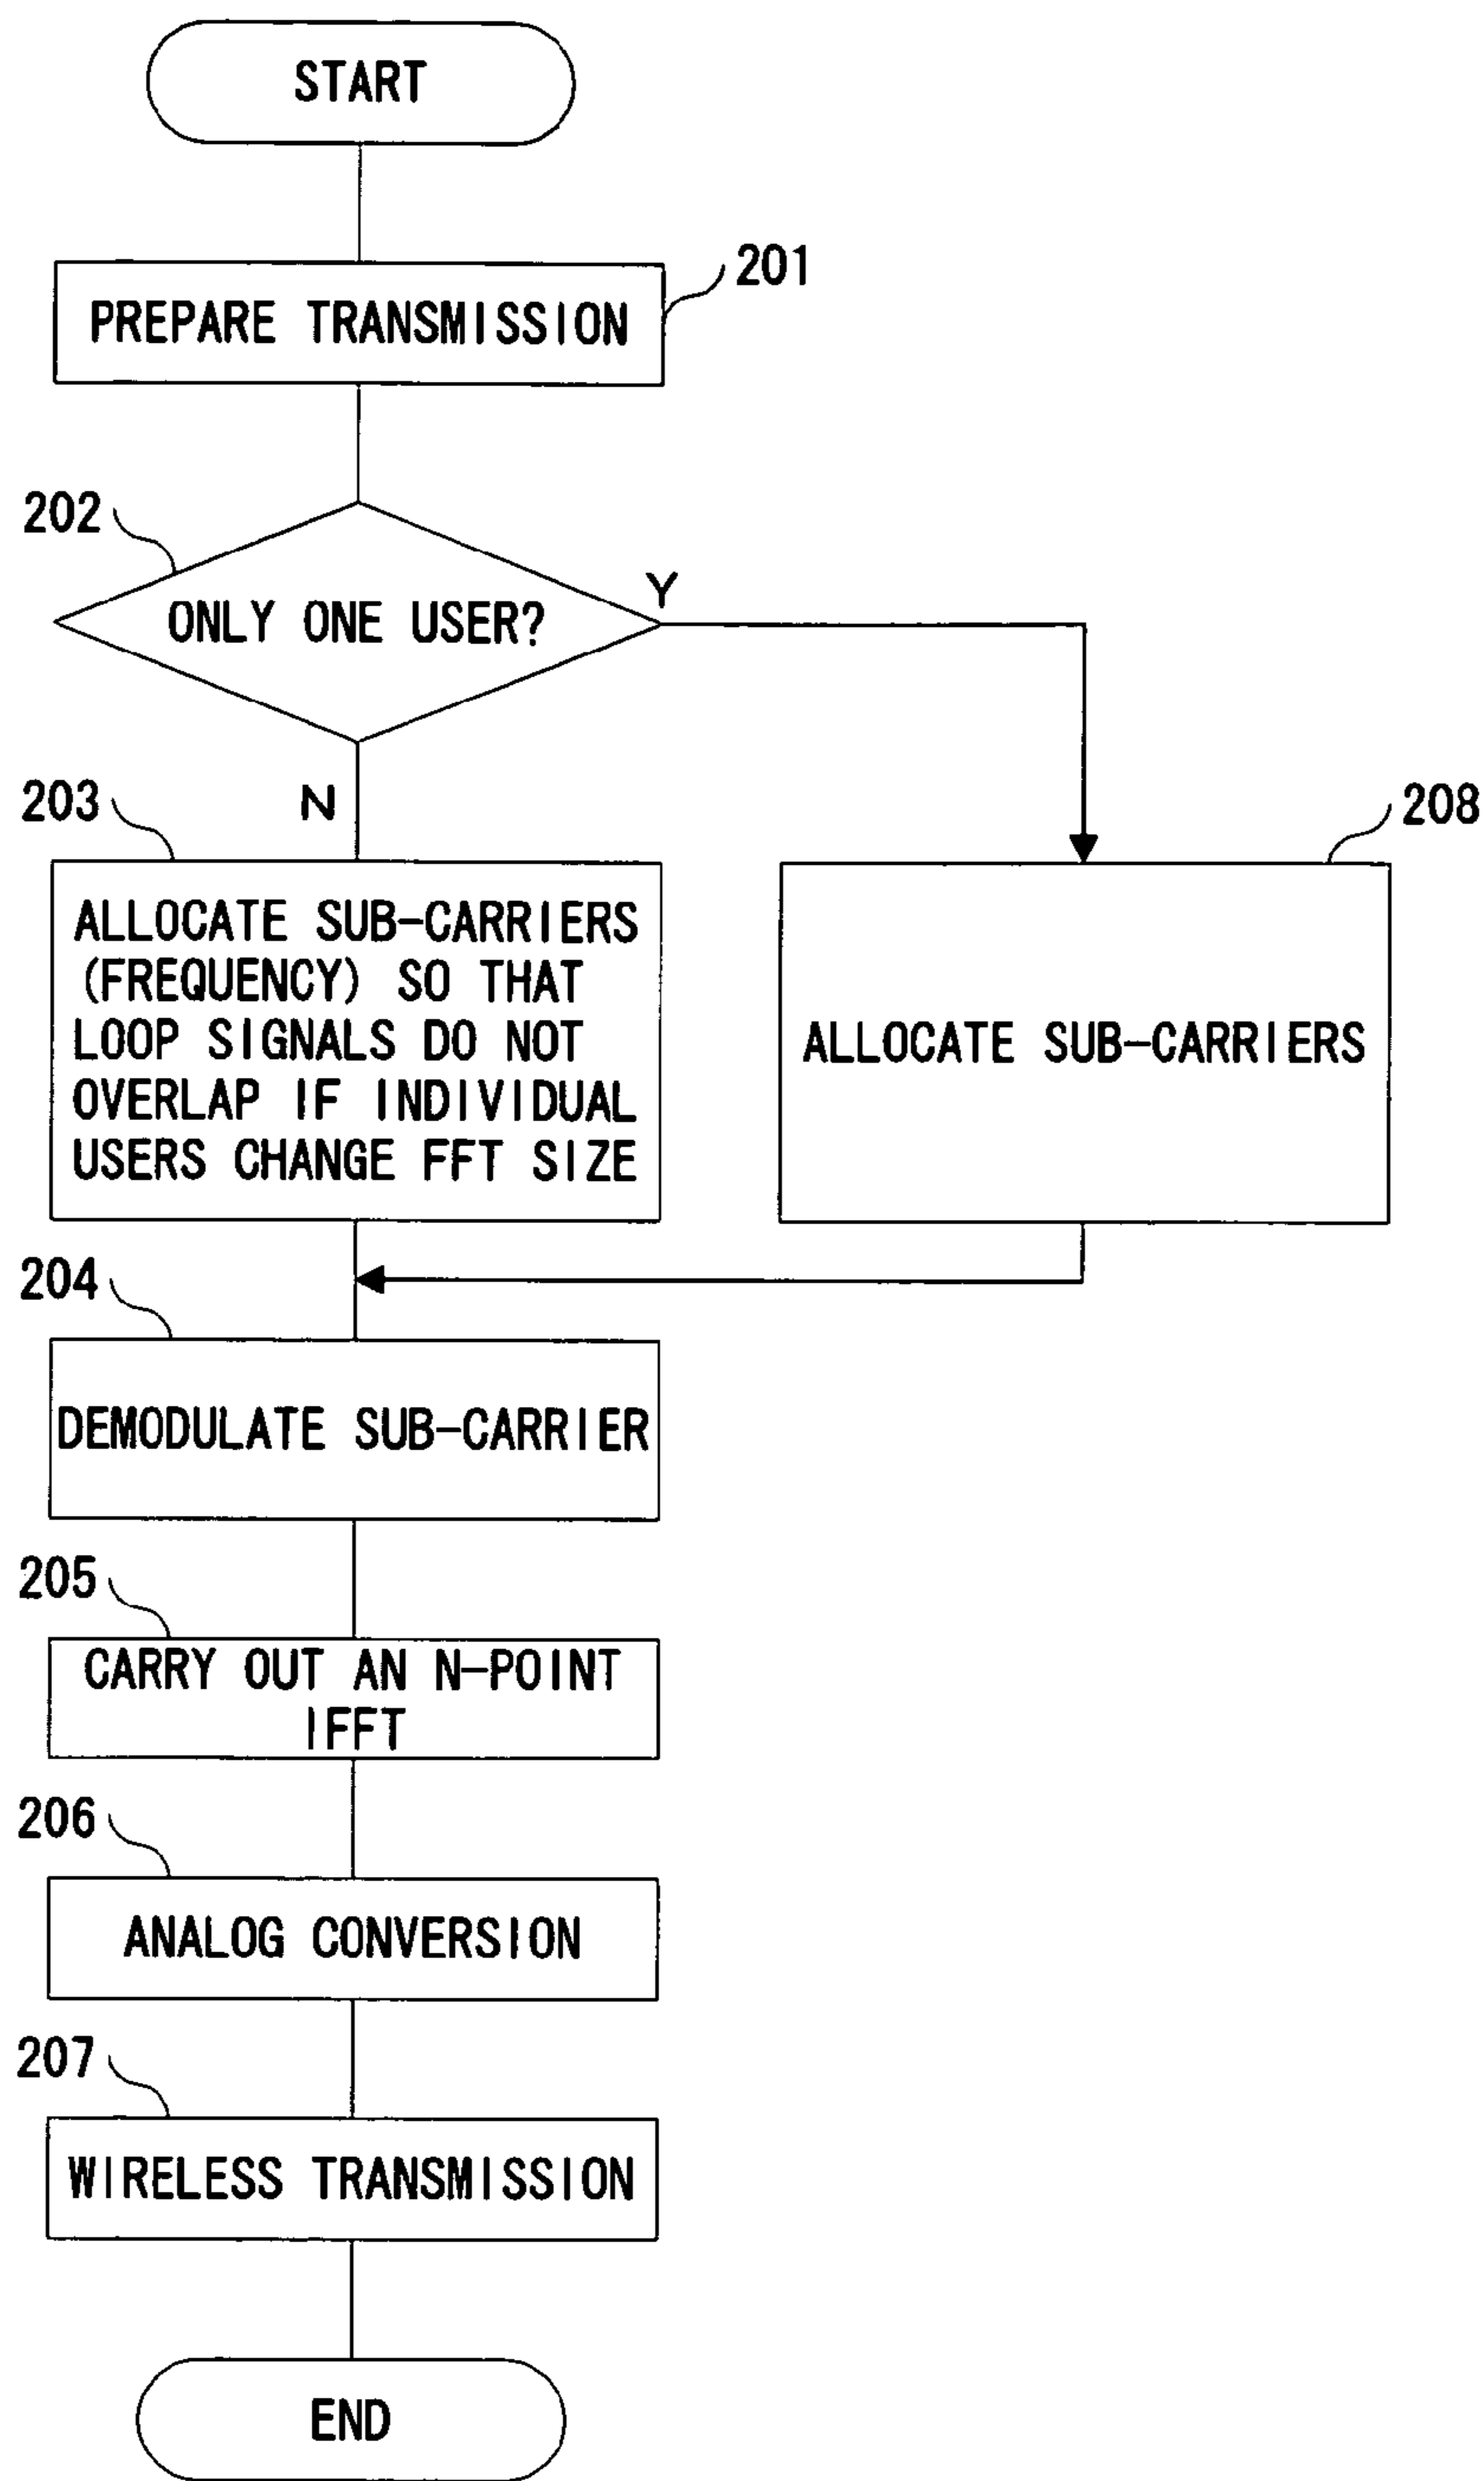 START
201
PREPARE TRANSMISSION
202
ONLY ONE USER?
Y
N
203
ALLOCATE SUB-CARRIERS
(FREQUENCY) SO THAT
LOOP SIGNALS DO NOT
OVERLAP IF INDIVIDUAL
USERS CHANGE FFT SIZE
208
ALLOCATE SUB-CARRIERS
204
DEMODULATE SUB-CARRIER
205
CARRY OUT AN N-POINT
IFFT
206
ANALOG CONVERSION
207
WIRELESS TRANSMISSION
END